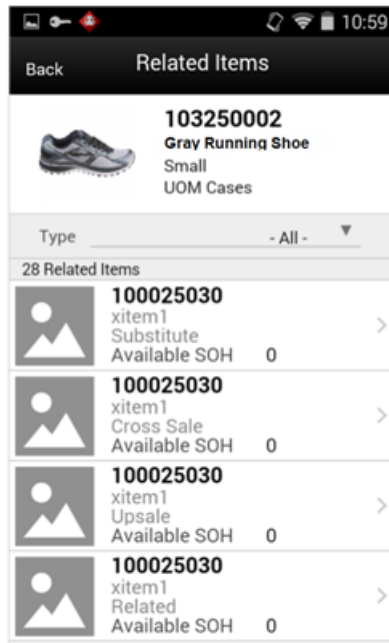 10:59
Back
Related Items
103250002
Gray Running Shoe
Small
UOM Cases
Type - All -
28 Related Items
100025030
xitem1
Substitute
Available SOH 0
100025030
xitem1
Cross Sale
Available SOH 0
100025030
xitem1
Upsale
Available SOH 0
100025030
xitem1
Related
Available SOH 0